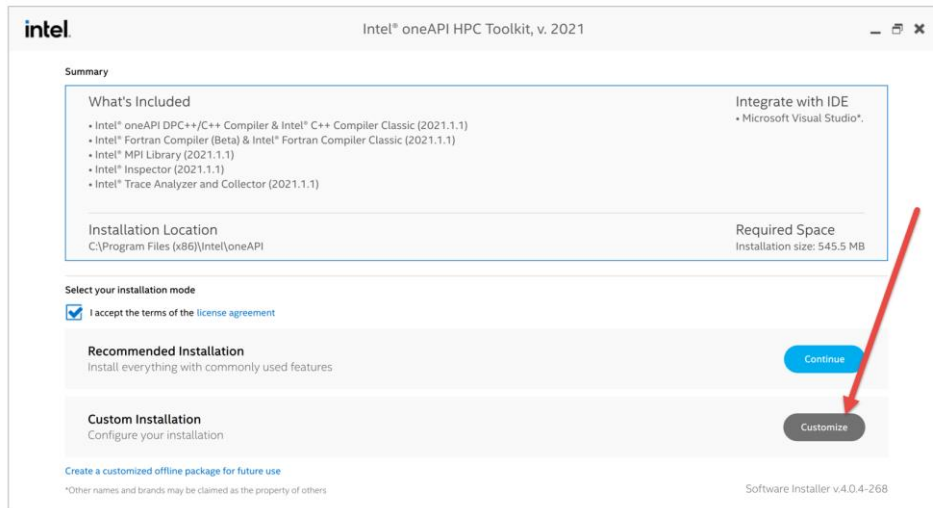 intel.
Intel® oneAPI HPC Toolkit, v. 2021
Summary
What's Included
• Intel® oneAPI DPC++/C++ Compiler & Intel® C++ Compiler Classic (2021.1.1)
• Intel® Fortran Compiler (Beta) & Intel® Fortran Compiler Classic (2021.1.1)
• Intel® MPI Library (2021.1.1)
• Intel® Inspector (2021.1.1)
• Intel® Trace Analyzer and Collector (2021.1.1)
Integrate with IDE
• Microsoft Visual Studio*.
Installation Location
C:\Program Files (x86)\Intel\oneAPI
Required Space
Installation size: 545.5 MB
Select your installation mode
I accept the terms of the license agreement
Recommended Installation
Install everything with commonly used features
Continue
Custom Installation
Configure your installation
Customize
Create a customized offline package for future use
*Other names and brands may be claimed as the property of others
Software Installer v.4.0.4-268